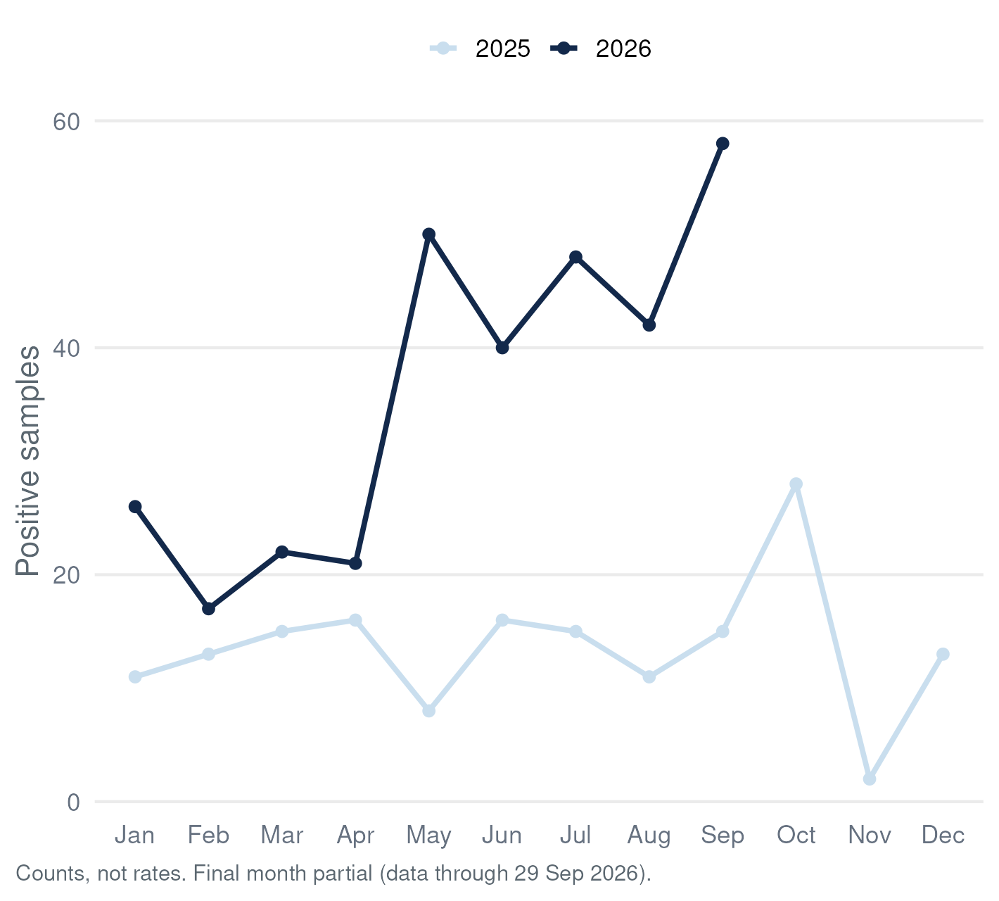 2025 2026
60
40
20
0
Positive samples
Jan Feb Mar Apr May Jun Jul Aug Sep Oct Nov Dec
Counts, not rates. Final month partial (data through 29 Sep 2026).